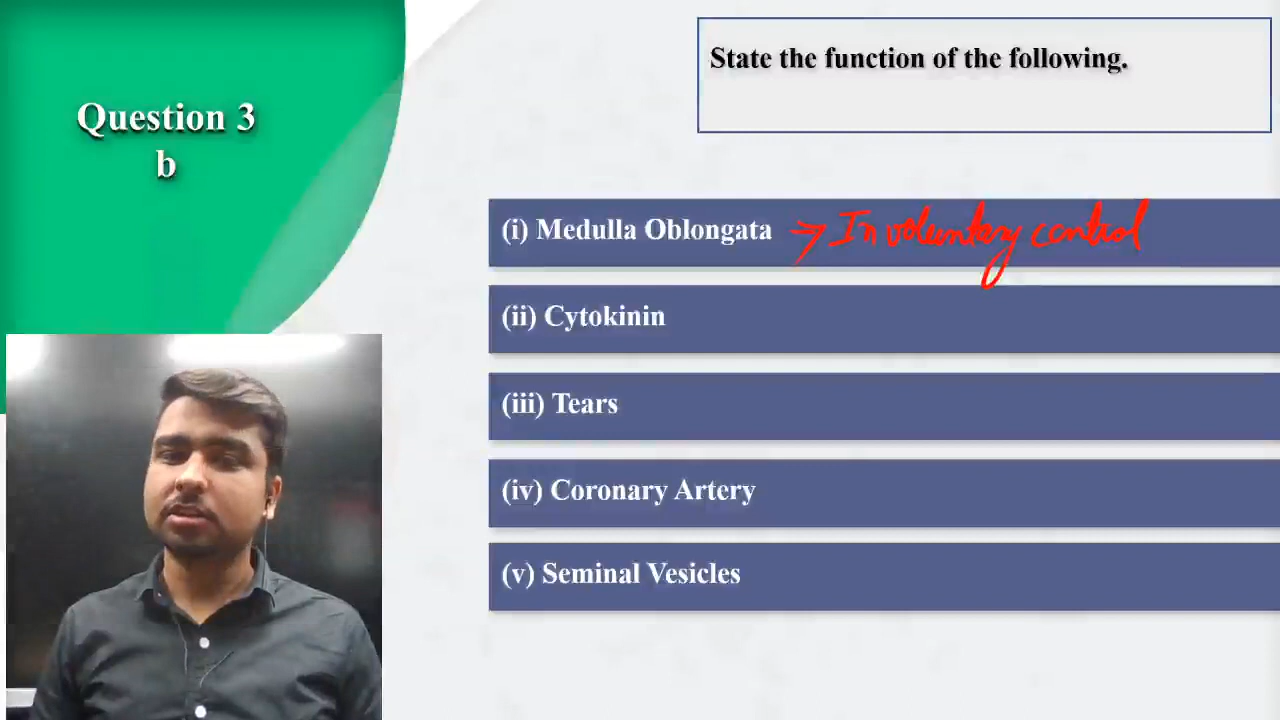 Question 3
b
State the function of the following.
(i) Medulla Oblongata → Involuntary control
(ii) Cytokinin
(iii) Tears
(iv) Coronary Artery
(v) Seminal Vesicles